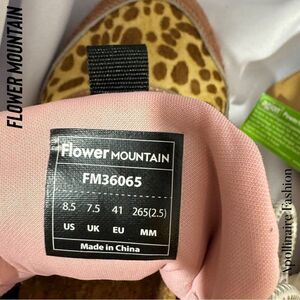 FLOWER MOUNTAIN
Flower MOUNTAIN
FM36065
8.5 7.5 41 265(2.5)
US UK EU MM
Made in China
Apollinaire Fashion